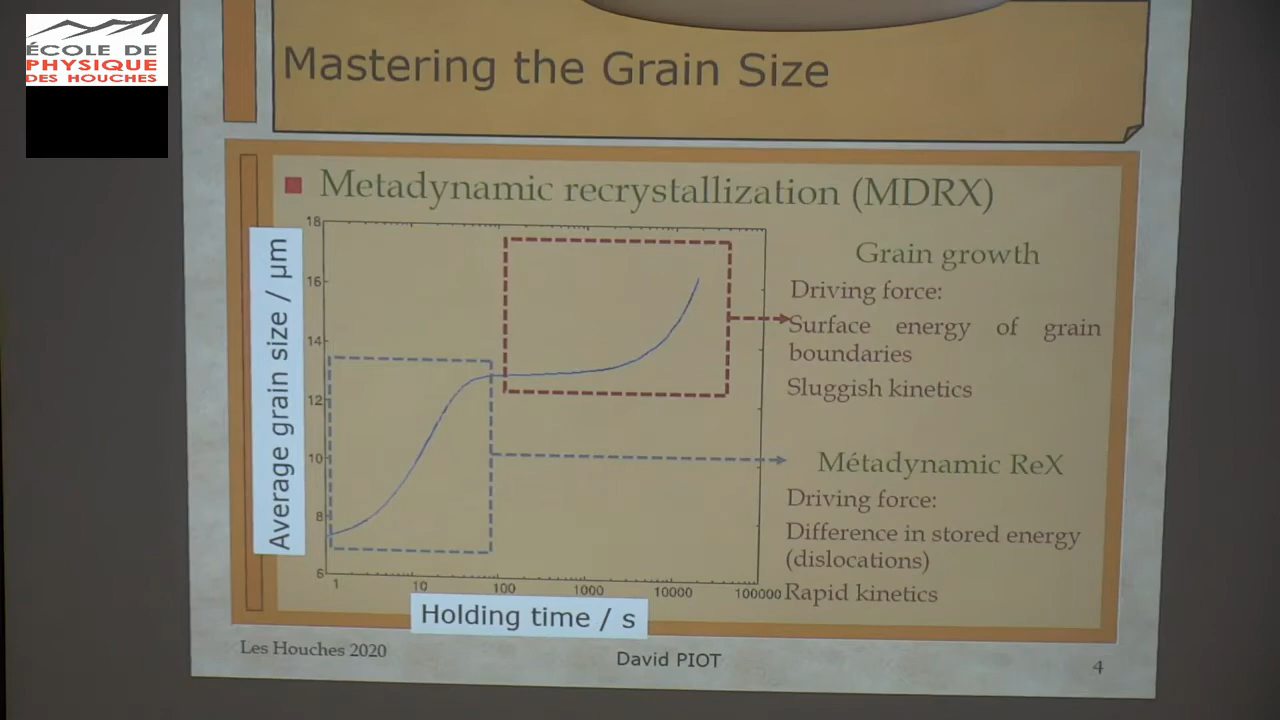 ÉCOLE DE
PHYSIQUE
DES HOUCHES
Mastering the Grain Size
Metadynamic recrystallization (MDRX)
18
16
14
12
10
8
6
Average grain size / µm
1 10 100 1000 10000 100000
Holding time / s
Grain growth
Driving force:
Surface energy of grain
boundaries
Sluggish kinetics
Métadynamic ReX
Driving force:
Difference in stored energy
(dislocations)
Rapid kinetics
Les Houches 2020
David PIOT
4